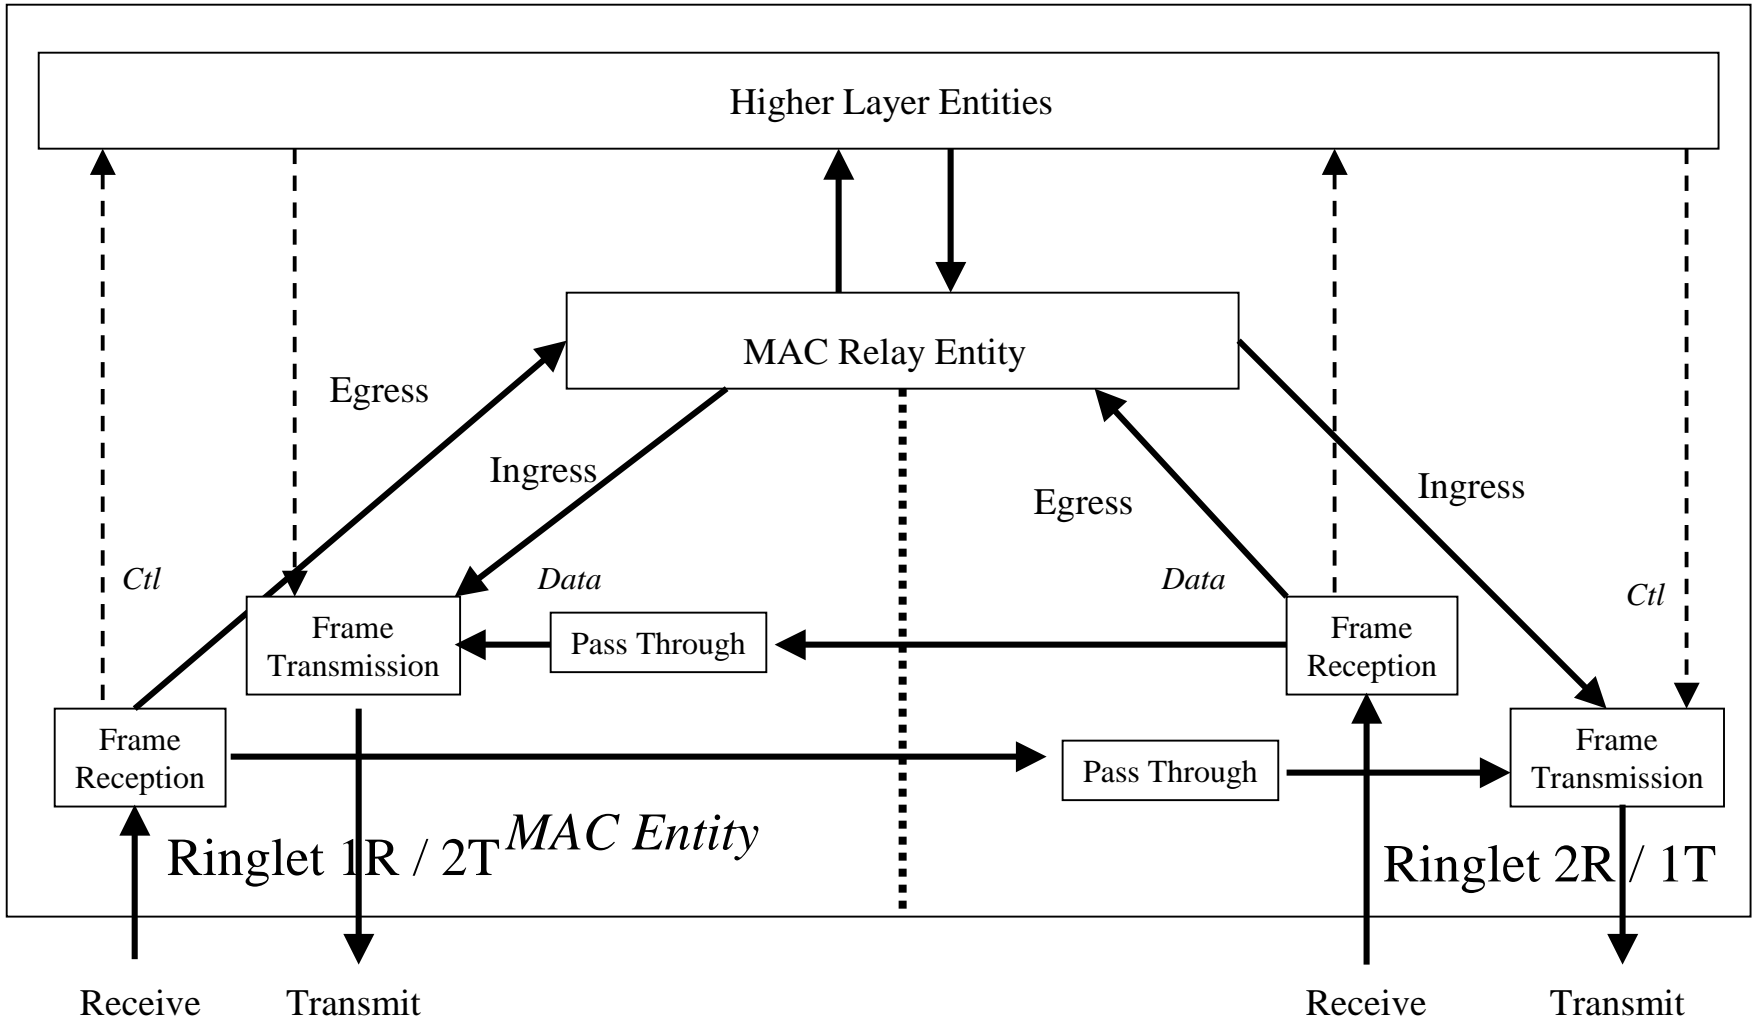 Higher Layer Entities
MAC Relay Entity
Egress
Ingress
Ingress
Egress
Ctl
Data
Data
Ctl
Frame
Transmission
Pass Through
Frame
Reception
Frame
Reception
Pass Through
Frame
Transmission
MAC Entity
Ringlet 1R / 2T
Ringlet 2R / 1T
Receive
Transmit
Receive
Transmit